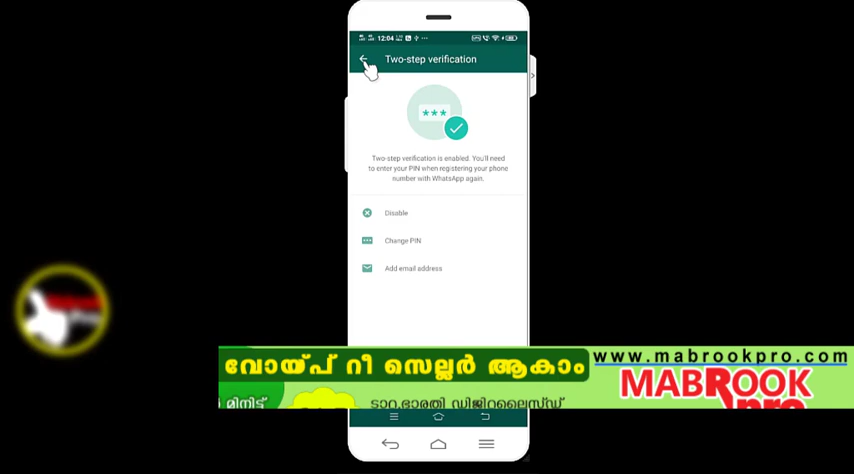 12:04
Two-step verification
***
Two-step verification is enabled. You'll need
to enter your PIN when registering your phone
number with WhatsApp again.
Disable
Change PIN
Add email address
വോയ്പ് റീ സെല്ലർ ആകാം
www.mabrookpro.com
MABROOK
pro
മിനിട്ട്
ടാറ,ഭാരതി ഡിജിറലൈസ്ഡ്